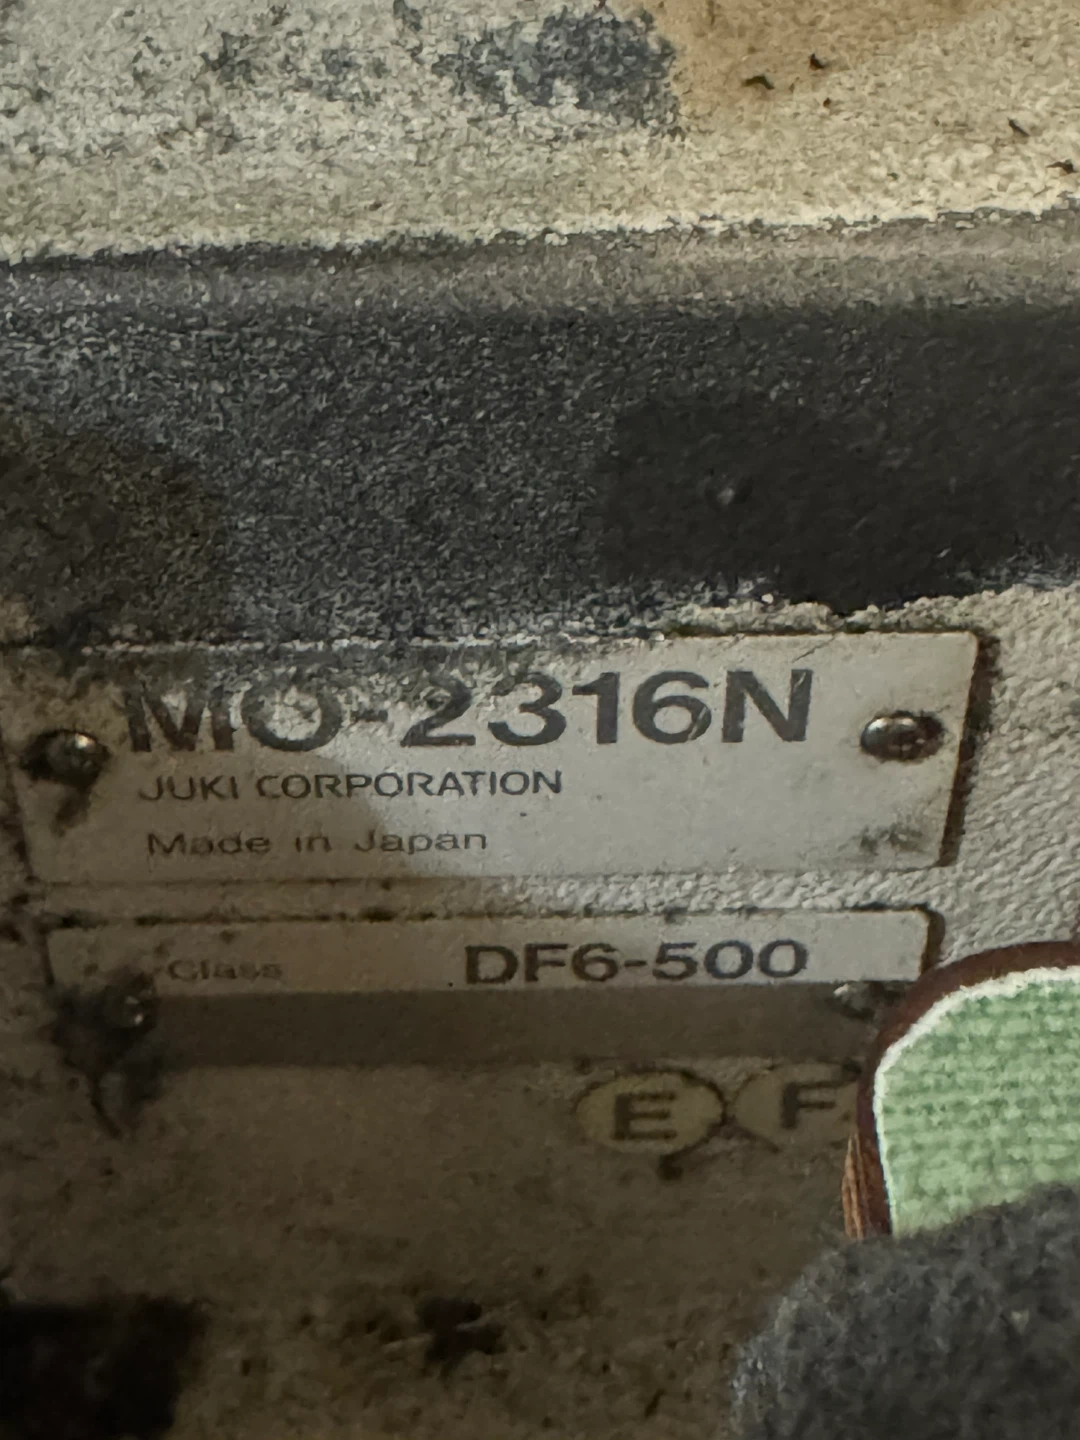 MO-2316N
JUKI CORPORATION
Made in Japan
Class DF6-500
E F